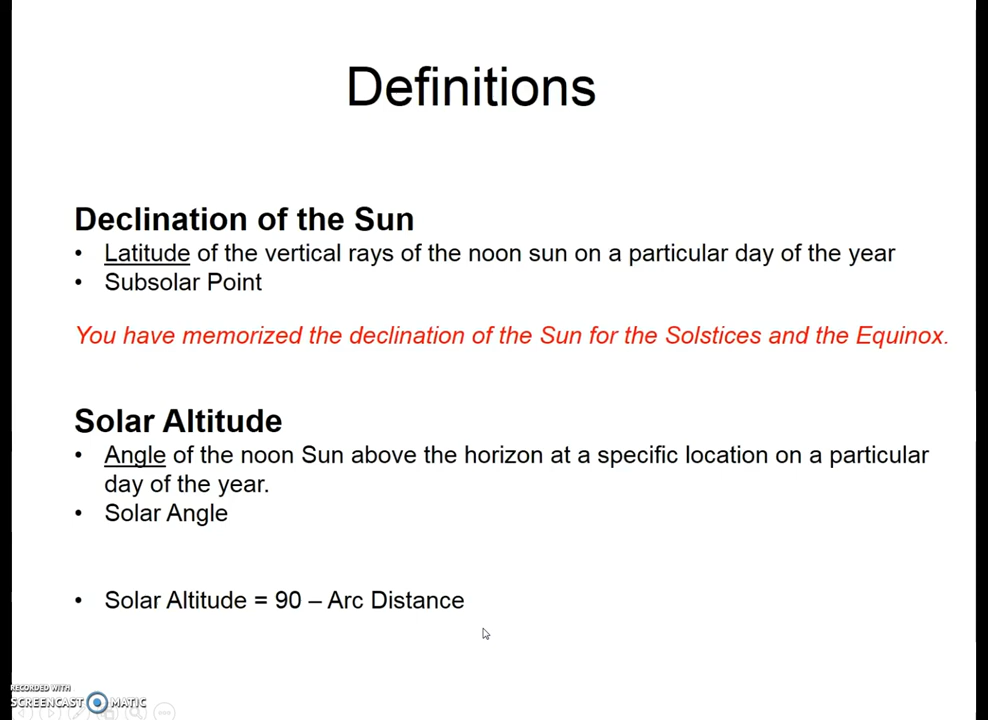 Definitions
Declination of the Sun
• Latitude of the vertical rays of the noon sun on a particular day of the year
• Subsolar Point
You have memorized the declination of the Sun for the Solstices and the Equinox.
Solar Altitude
• Angle of the noon Sun above the horizon at a specific location on a particular
day of the year.
• Solar Angle
• Solar Altitude = 90 – Arc Distance
RECORDED WITH
SCREENCAST MATIC